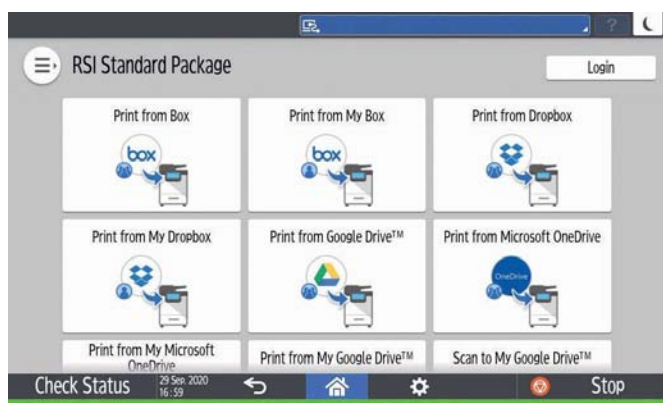 ?
RSI Standard Package
Login
Print from Box
Print from My Box
Print from Dropbox
box
box
Print from My Dropbox
Print from Google Drive™
Print from Microsoft OneDrive
OneDrive
Print from My Microsoft
OneDrive
Print from My Google Drive™
Scan to My Google Drive™
Check Status
29 Sep. 2020
16:59
Stop